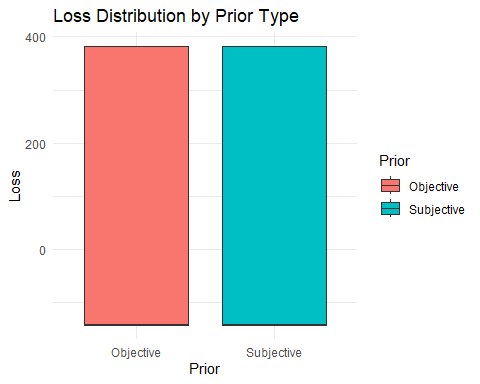 Loss Distribution by Prior Type
400
200
0
Loss
Objective
Subjective
Prior
Prior
Objective
Subjective